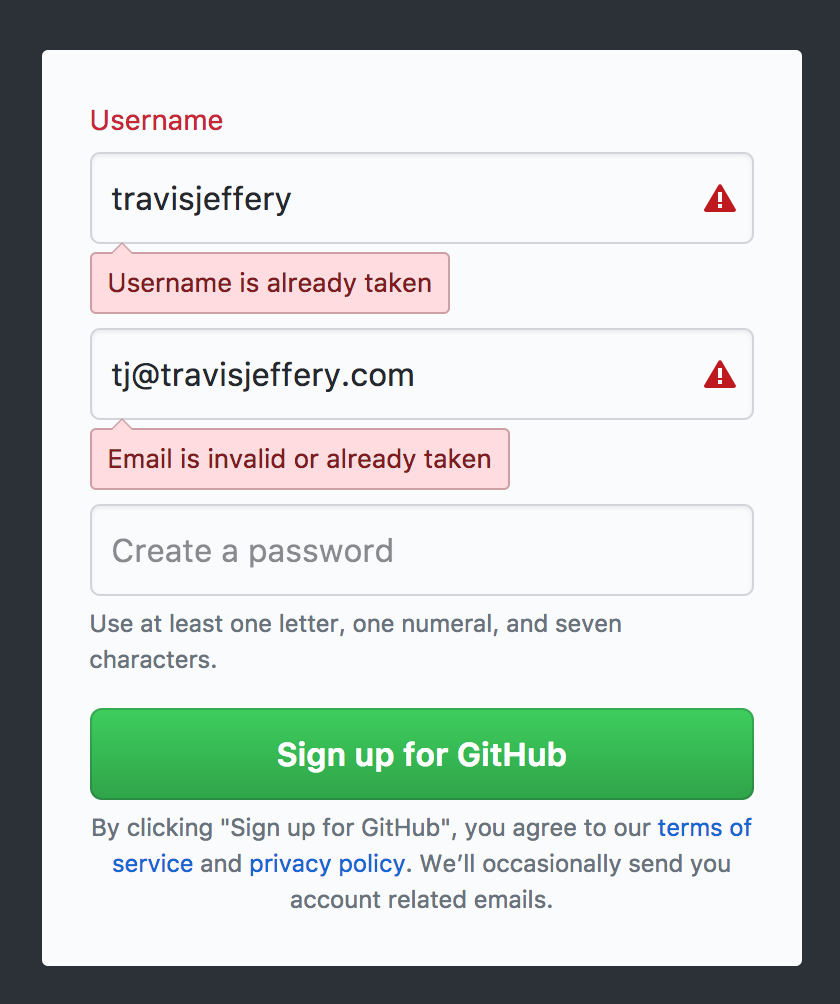 Username
travisjeffery
Username is already taken
tj@travisjeffery.com
Email is invalid or already taken
Create a password
Use at least one letter, one numeral, and seven
characters.
Sign up for GitHub
By clicking "Sign up for GitHub", you agree to our terms of
service and privacy policy. We’ll occasionally send you
account related emails.